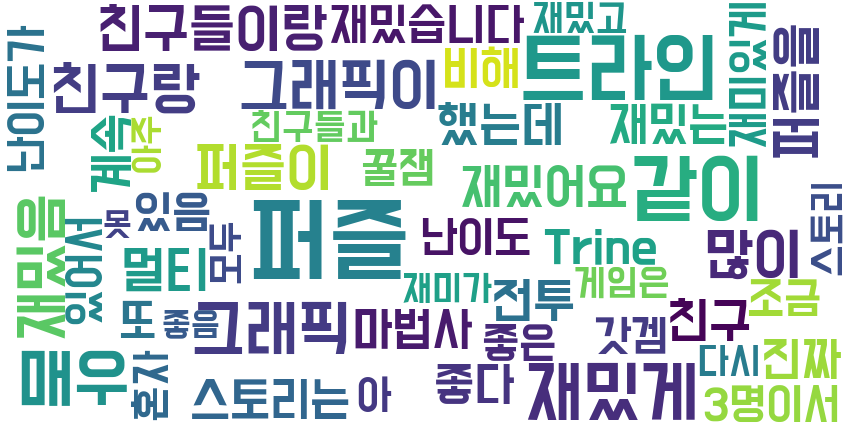 친구들이랑 재밌습니다 재밌고
난이도가 친구랑 그래픽이 비해 트라인 재미있게 퍼즐을
계속 아주 친구들과 했는데 재밌는
퍼즐이 꿀잼 재밌어요 같이
재밌음 있어서 못 있음 모두 퍼즐 난이도 Trine 많이 스토리
멀티 재미가 전투 게임은 조금
또 좋음 그래픽 마법사 좋은 갓겜 친구
매우 혼자 스토리는 아 좋다 재밌게 다시 진짜
3명이서